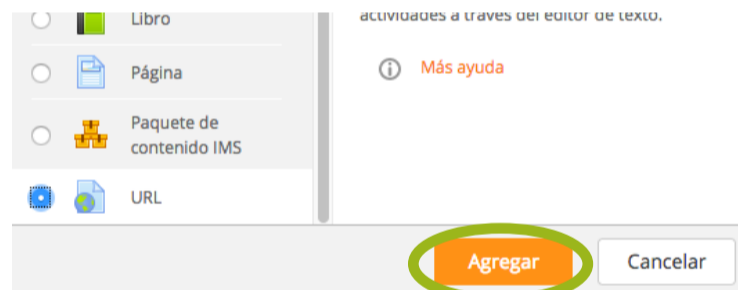 Libro
actividades a través del editor de texto.
Página
Más ayuda
Paquete de
contenido IMS
URL
Agregar
Cancelar